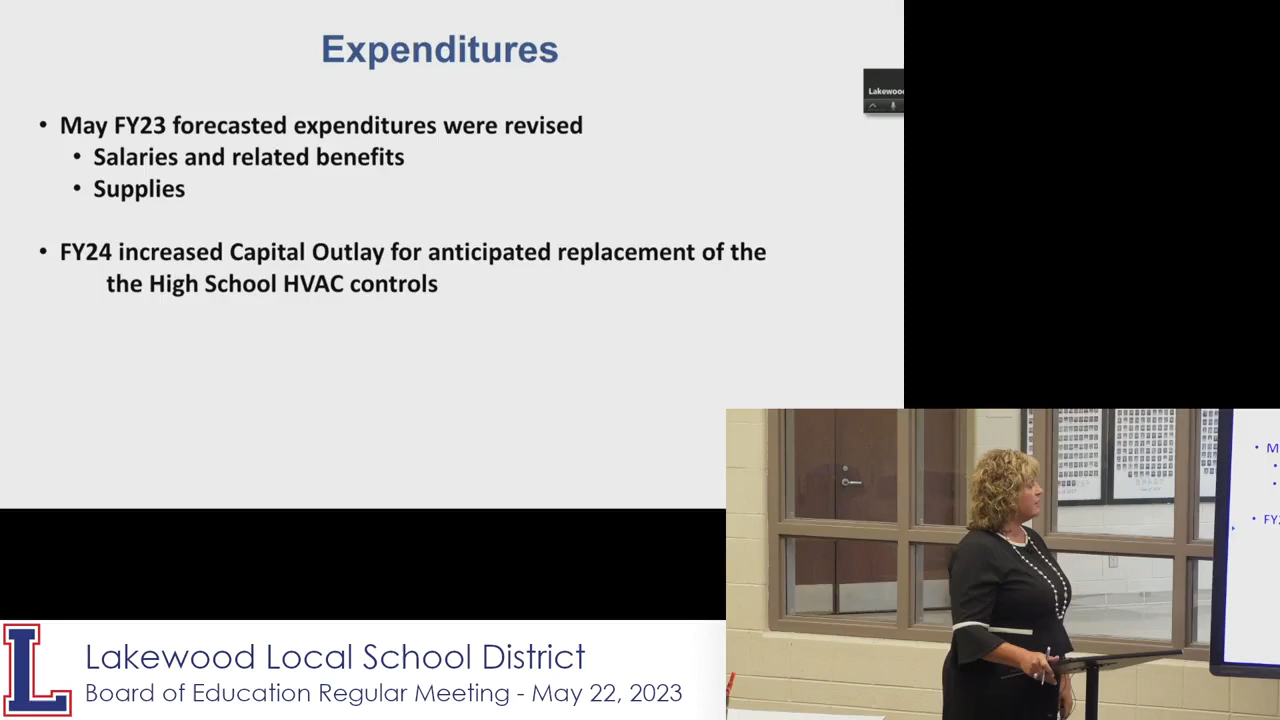 Expenditures
Lakewood
• May FY23 forecasted expenditures were revised
• Salaries and related benefits
• Supplies
• FY24 increased Capital Outlay for anticipated replacement of the
the High School HVAC controls
• M
• FY2
L
Lakewood Local School District
Board of Education Regular Meeting - May 22, 2023